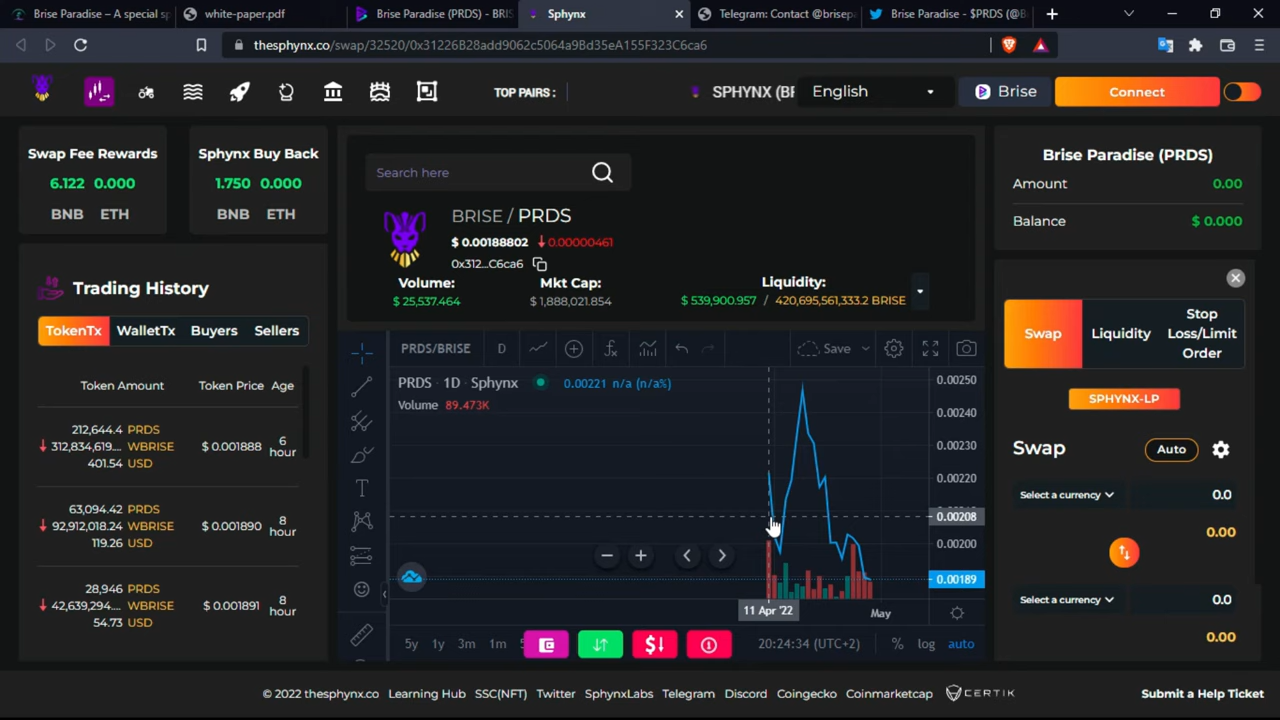 Brise Paradise – A special s
white-paper.pdf
Brise Paradise (PRDS) - BRIS
Sphynx
Telegram: Contact @brisepa
Brise Paradise - $PRDS (@B
thesphynx.co/swap/32520/0x31226B28add9062c5064a9Bd35eA155F323C6ca6
TOP PAIRS :
SPHYNX (BR
English
Brise
Connect
Swap Fee Rewards
6.122 0.000
BNB ETH
Sphynx Buy Back
1.750 0.000
BNB ETH
Search here
BRISE / PRDS
$ 0.00188802 0.00000461
0x312...C6ca6
Volume:
$ 25,537.464
Mkt Cap:
$ 1,888,021.854
Liquidity:
$ 539,900.957 / 420,695,561,333.2 BRISE
Brise Paradise (PRDS)
Amount 0.00
Balance $ 0.000
Trading History
TokenTx WalletTx Buyers Sellers
Token Amount Token Price Age
212,644.4 PRDS
312,834,619.... WBRISE
401.54 USD
$ 0.001888
6 hour
63,094.42 PRDS
92,912,018.24 WBRISE
119.26 USD
$ 0.001890
8 hour
28,946 PRDS
42,639,294.... WBRISE
54.73 USD
$ 0.001891
8 hour
PRDS/BRISE D Save
PRDS · 1D · Sphynx 0.00221 n/a (n/a%)
Volume 89.473K
0.00250
0.00240
0.00230
0.00220
0.00208
0.00200
0.00189
11 Apr '22
May
5y 1y 3m 1m
20:24:34 (UTC+2)
% log auto
Swap
Liquidity
Stop
Loss/Limit
Order
SPHYNX-LP
Swap Auto
Select a currency 0.0
0.00
Select a currency 0.0
0.00
© 2022 thesphynx.co Learning Hub SSC(NFT) Twitter SphynxLabs Telegram Discord Coingecko Coinmarketcap CERTIK
Submit a Help Ticket